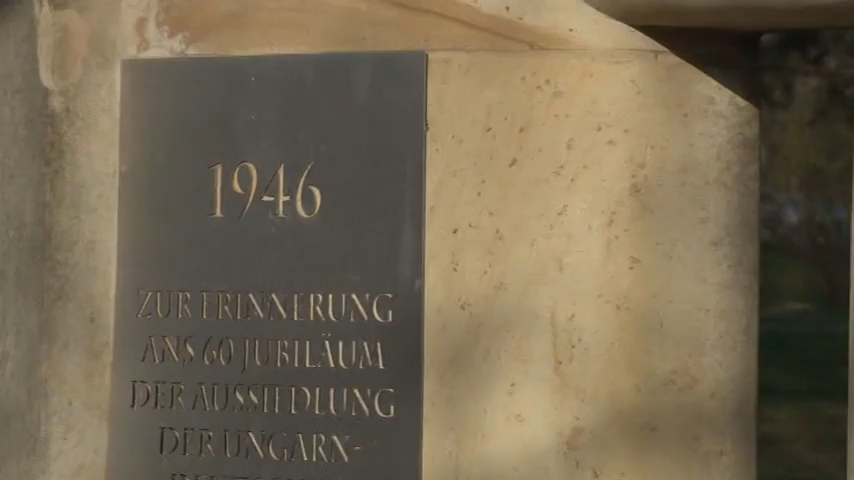 1946
ZUR ERINNERUNG
ANS 60 JUBILÄUM
DER AUSSIEDLUNG
DER UNGARN-